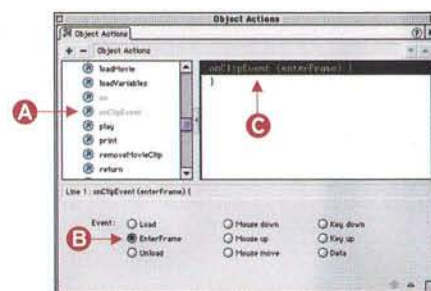 Object Actions
Object Actions
+ − Object Actions
loadMovie
loadVariables
on
onClipEvent
play
print
removeMovieClip
return
onClipEvent (enterFrame) {
}
Line 1 : onClipEvent (enterFrame) {
Event:
Load
Mouse down
Key down
EnterFrame
Mouse up
Key up
Unload
Mouse move
Data
A
B
C